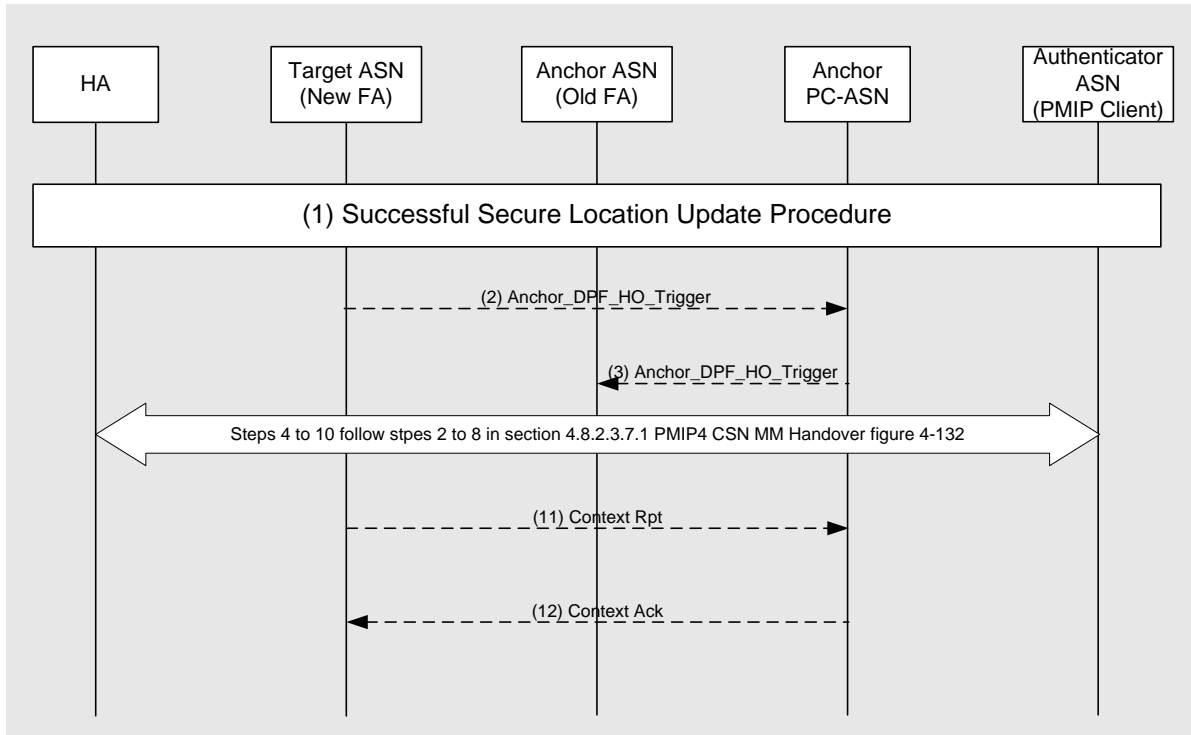 HA
Target ASN
(New FA)
Anchor ASN
(Old FA)
Anchor
PC-ASN
Authenticator
ASN
(PMIP Client)
(1) Successful Secure Location Update Procedure
(2) Anchor_DPF_HO_Trigger
(3) Anchor_DPF_HO_Trigger
Steps 4 to 10 follow stpes 2 to 8 in section 4.8.2.3.7.1 PMIP4 CSN MM Handover figure 4-132
(11) Context Rpt
(12) Context Ack